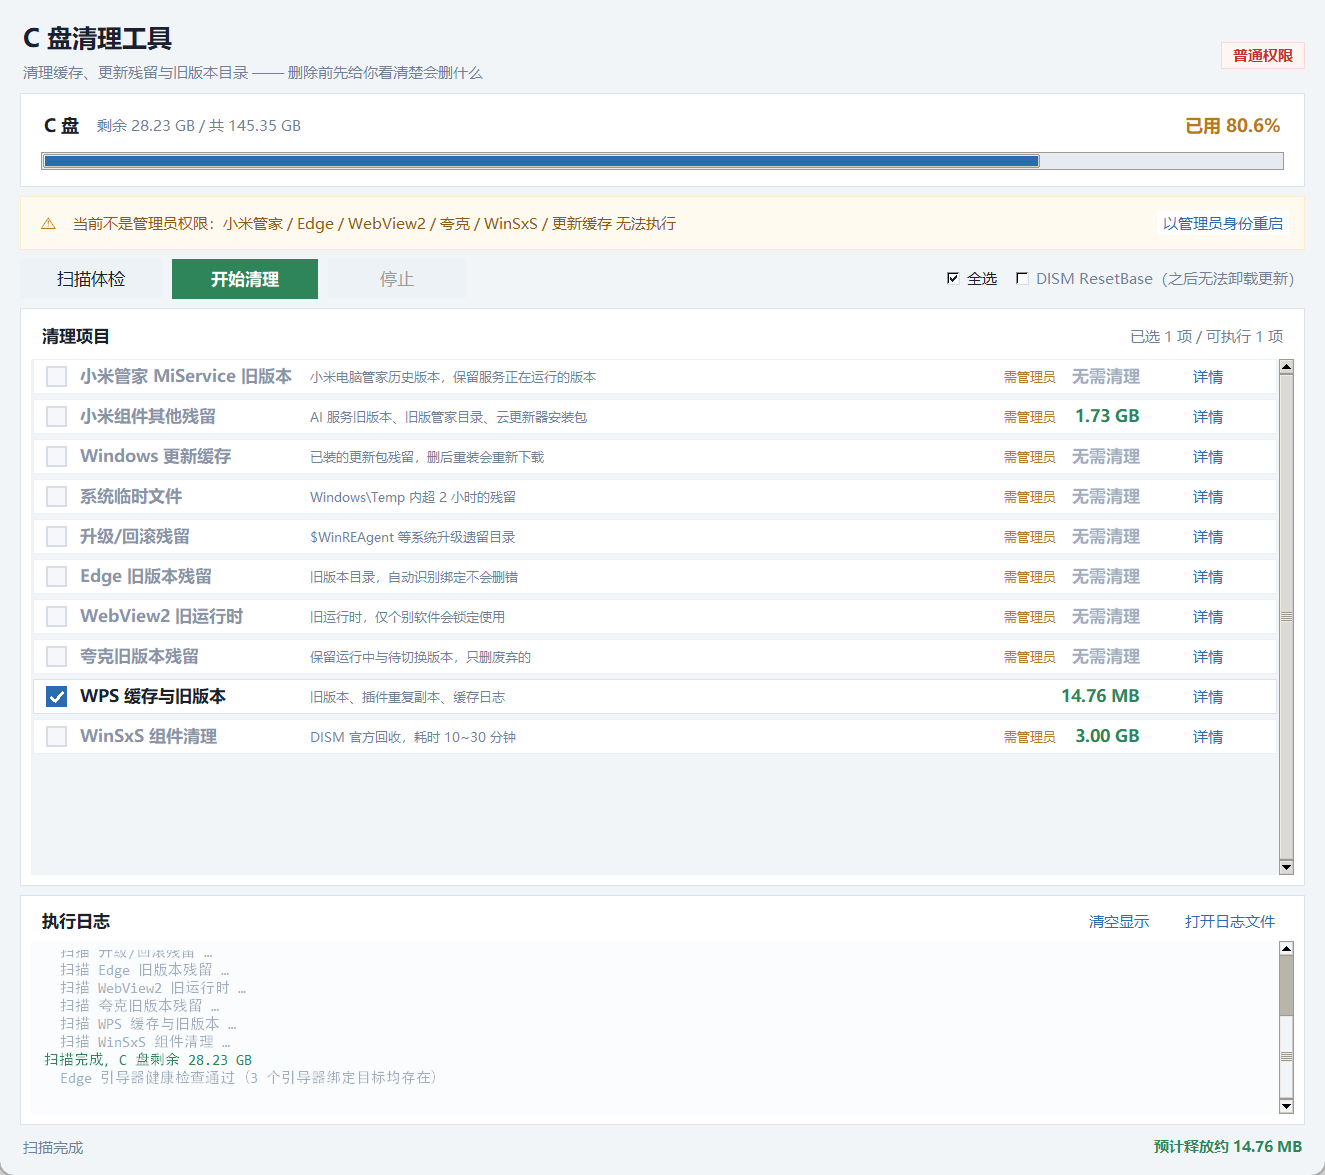 C 盘清理工具
清理缓存、更新残留与旧版本目录 —— 删除前先给你看清楚会删什么
普通权限
C 盘 剩余 28.23 GB / 共 145.35 GB 已用 80.6%
⚠ 当前不是管理员权限：小米管家 / Edge / WebView2 / 夸克 / WinSxS / 更新缓存 无法执行 以管理员身份重启
扫描体检 开始清理 停止 全选 DISM ResetBase（之后无法卸载更新）
清理项目 已选 1 项 / 可执行 1 项
小米管家 MiService 旧版本 小米电脑管家历史版本，保留服务正在运行的版本 需管理员 无需清理 详情
小米组件其他残留 AI 服务旧版本、旧版管家目录、云更新器安装包 需管理员 1.73 GB 详情
Windows 更新缓存 已装的更新包残留，删后重装会重新下载 需管理员 无需清理 详情
系统临时文件 Windows\Temp 内超 2 小时的残留 需管理员 无需清理 详情
升级/回滚残留 $WinREAgent 等系统升级遗留目录 需管理员 无需清理 详情
Edge 旧版本残留 旧版本目录，自动识别绑定不会删错 需管理员 无需清理 详情
WebView2 旧运行时 旧运行时，仅个别软件会锁定使用 需管理员 无需清理 详情
夸克旧版本残留 保留运行中与待切换版本，只删废弃的 需管理员 无需清理 详情
WPS 缓存与旧版本 旧版本、插件重复副本、缓存日志 14.76 MB 详情
WinSxS 组件清理 DISM 官方回收，耗时 10~30 分钟 需管理员 3.00 GB 详情
执行日志 清空显示 打开日志文件
扫描 升级/回滚残留 …
扫描 Edge 旧版本残留 …
扫描 WebView2 旧运行时 …
扫描 夸克旧版本残留 …
扫描 WPS 缓存与旧版本 …
扫描 WinSxS 组件清理 …
扫描完成，C 盘剩余 28.23 GB
Edge 引导器健康检查通过（3 个引导器绑定目标均存在）
扫描完成 预计释放约 14.76 MB